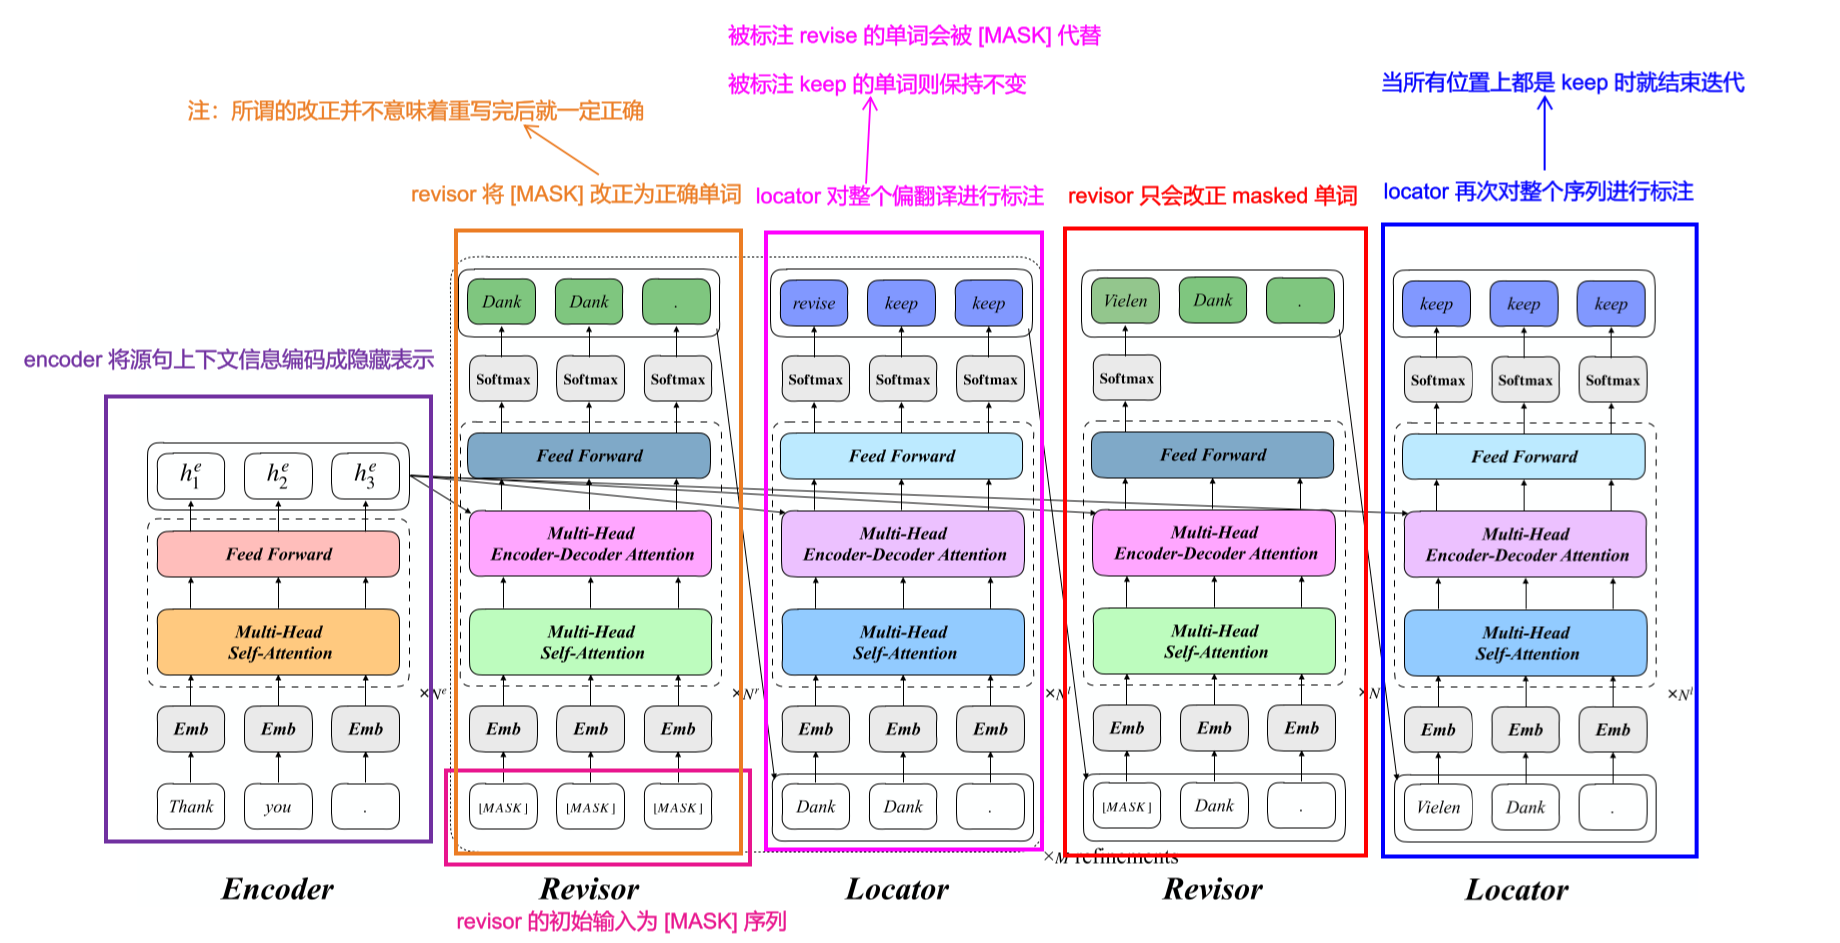 被标注 revise 的单词会被 [MASK] 代替
被标注 keep 的单词则保持不变
当所有位置上都是 keep 时就结束迭代
注：所谓的改正并不意味着重写完后就一定正确
revisor 将 [MASK] 改正为正确单词
locator 对整个偏翻译进行标注
revisor 只会改正 masked 单词
locator 再次对整个序列进行标注
encoder 将源句上下文信息编码成隐藏表示
h_1^e h_2^e h_3^e
Feed Forward
Multi-Head
Self-Attention
×N^e
Emb Emb Emb
Thank you .
Encoder
Dank Dank .
Softmax Softmax Softmax
Feed Forward
Multi-Head
Encoder-Decoder Attention
Multi-Head
Self-Attention
×N^r
Emb Emb Emb
[MASK] [MASK] [MASK]
Revisor
revisor 的初始输入为 [MASK] 序列
revise keep keep
Softmax Softmax Softmax
Feed Forward
Multi-Head
Encoder-Decoder Attention
Multi-Head
Self-Attention
×N^l
Emb Emb Emb
Dank Dank .
×M refinements
Locator
Vielen Dank .
Softmax
Feed Forward
Multi-Head
Encoder-Decoder Attention
Multi-Head
Self-Attention
×N
Emb Emb Emb
[MASK] Dank .
Revisor
keep keep keep
Softmax Softmax Softmax
Feed Forward
Multi-Head
Encoder-Decoder Attention
Multi-Head
Self-Attention
×N^l
Emb Emb Emb
Vielen Dank .
Locator